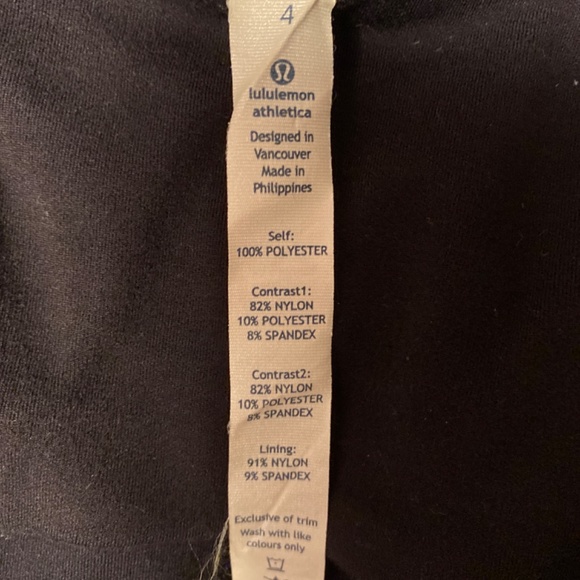 4
lululemon
athletica
Designed in
Vancouver
Made in
Philippines
Self:
100% POLYESTER
Contrast1:
82% NYLON
10% POLYESTER
8% SPANDEX
Contrast2:
82% NYLON
10% POLYESTER
8% SPANDEX
Lining:
91% NYLON
9% SPANDEX
Exclusive of trim
wash with like
colours only